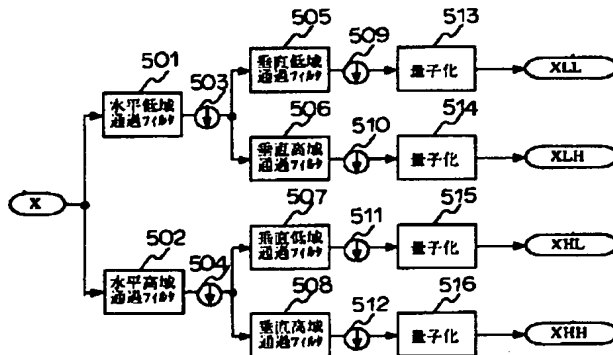 505
509
513
垂直低域
通過フィルタ
量子化
XLL
501
503
水平低域
通過フィルタ
506
510
514
垂直高域
通過フィルタ
量子化
XLH
X
507
511
515
垂直低域
通過フィルタ
量子化
XHL
502
504
水平高域
通過フィルタ
508
512
516
垂直高域
通過フィルタ
量子化
XHH